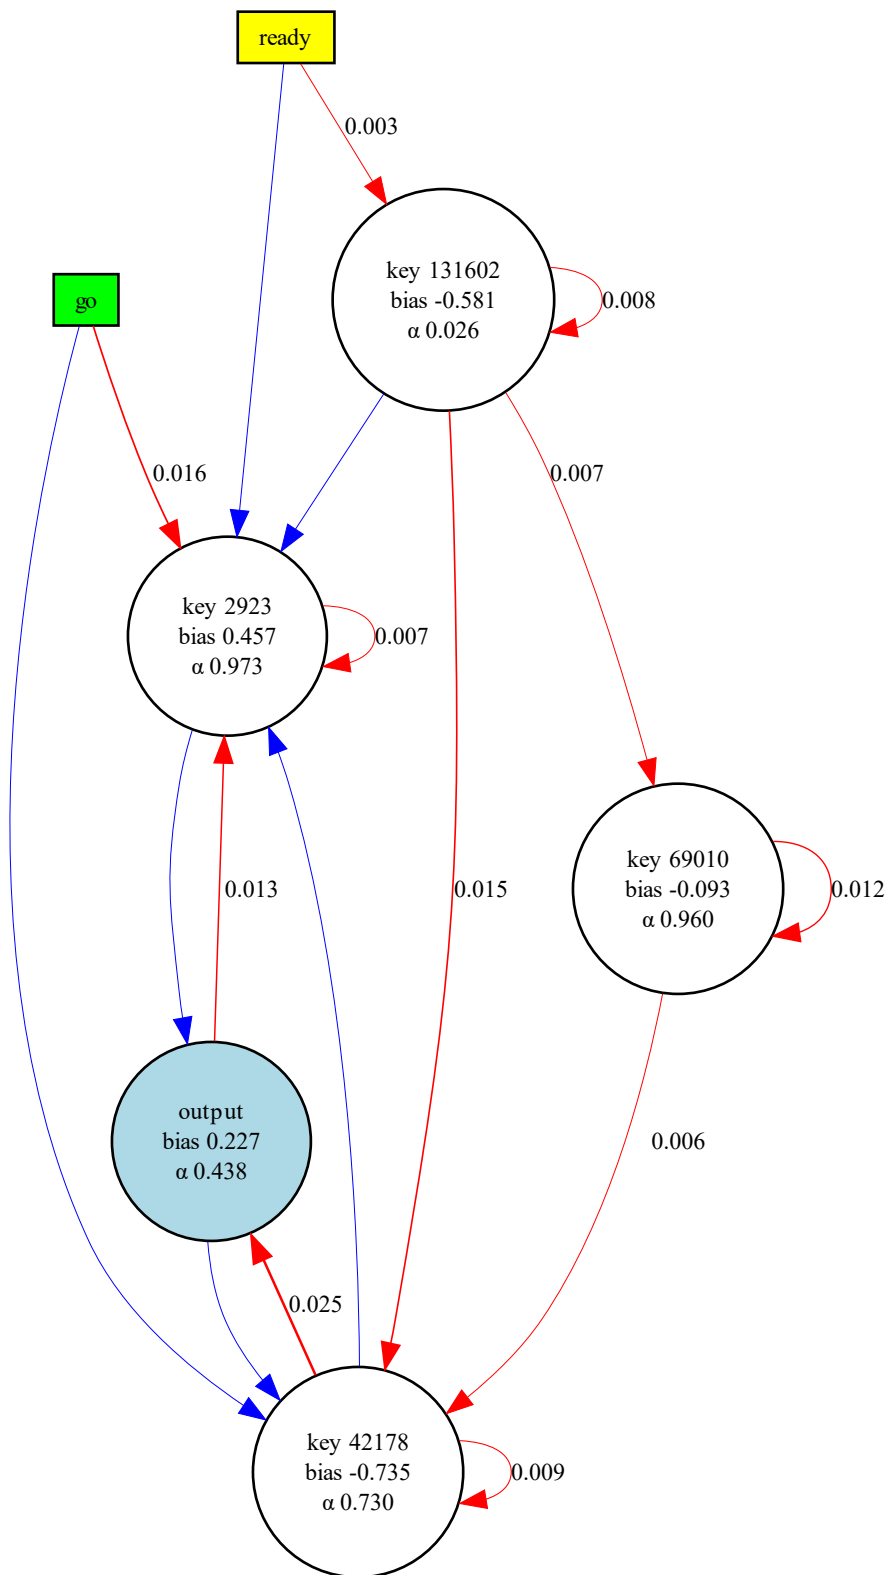 ready
0.003
key 131602
bias -0.581
α 0.026
0.008
go
0.016
0.007
key 2923
bias 0.457
α 0.973
0.007
key 69010
bias -0.093
α 0.960
0.012
0.013
0.015
output
bias 0.227
α 0.438
0.006
0.025
key 42178
bias -0.735
α 0.730
0.009